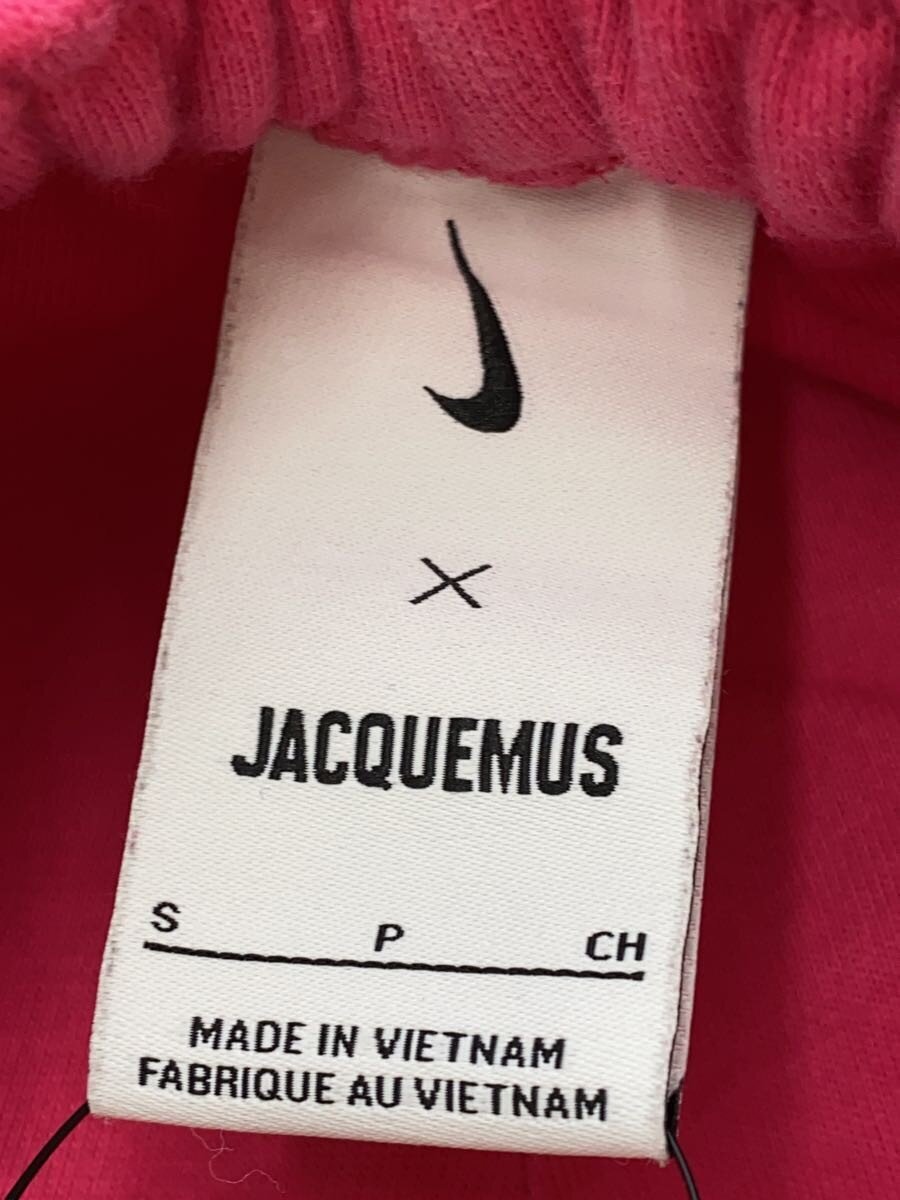 ×
JACQUEMUS
S P CH
MADE IN VIETNAM
FABRIQUE AU VIETNAM